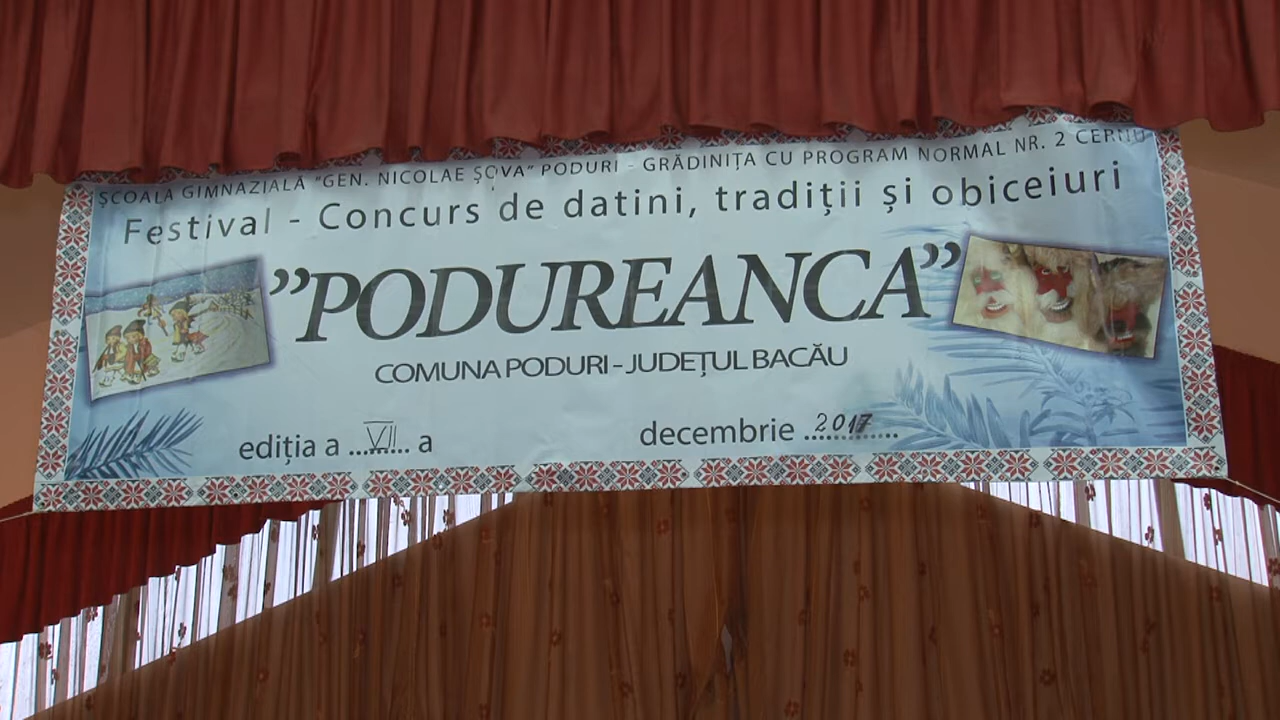 ȘCOALA GIMNAZIALĂ "GEN. NICOLAE ȘOVA" PODURI - GRĂDINIȚA CU PROGRAM NORMAL NR. 2 CERNU
Festival - Concurs de datini, tradiții și obiceiuri
”PODUREANCA”
COMUNA PODURI-JUDEȚUL BACĂU
ediția a ...VII... a
decembrie ...2017...